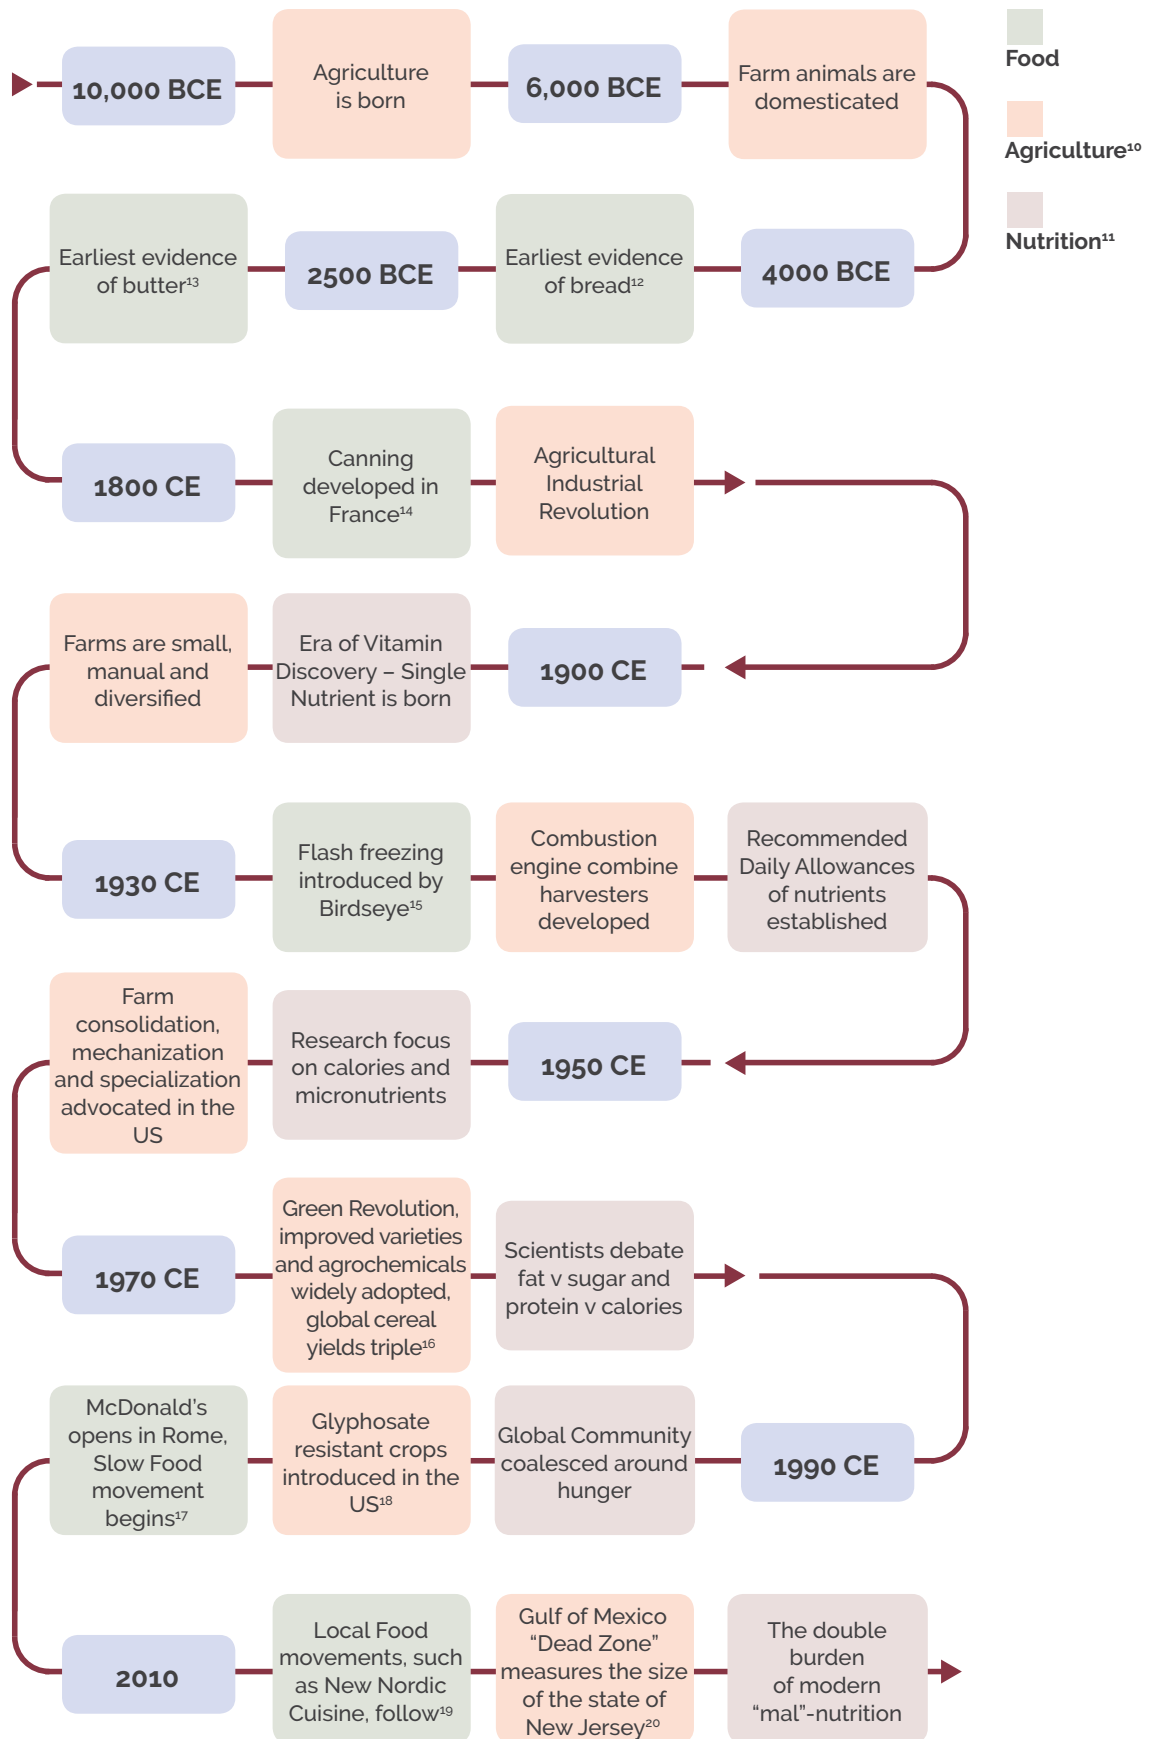 10,000 BCE
Agriculture
is born
6,000 BCE
Farm animals are
domesticated
Food
Agriculture¹⁰
Nutrition¹¹
4000 BCE
Earliest evidence
of bread¹²
2500 BCE
Earliest evidence
of butter¹³
1800 CE
Canning
developed in
France¹⁴
Agricultural
Industrial
Revolution
1900 CE
Era of Vitamin
Discovery – Single
Nutrient is born
Farms are small,
manual and
diversified
1930 CE
Flash freezing
introduced by
Birdseye¹⁵
Combustion
engine combine
harvesters
developed
Recommended
Daily Allowances
of nutrients
established
1950 CE
Research focus
on calories and
micronutrients
Farm
consolidation,
mechanization
and specialization
advocated in the
US
1970 CE
Green Revolution,
improved varieties
and agrochemicals
widely adopted,
global cereal
yields triple¹⁶
Scientists debate
fat v sugar and
protein v calories
1990 CE
Global Community
coalesced around
hunger
Glyphosate
resistant crops
introduced in the
US¹⁸
McDonald's
opens in Rome,
Slow Food
movement
begins¹⁷
2010
Local Food
movements, such
as New Nordic
Cuisine, follow¹⁹
Gulf of Mexico
“Dead Zone”
measures the size
of the state of
New Jersey²⁰
The double
burden
of modern
“mal”-nutrition